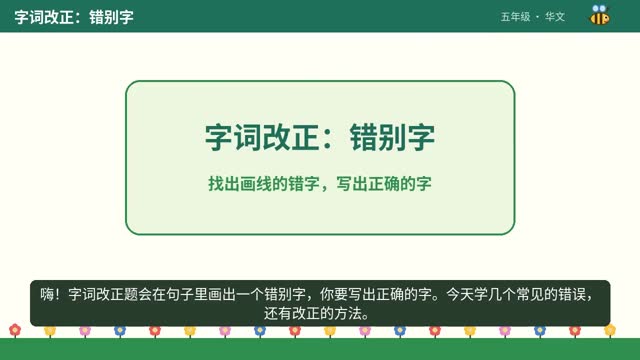 字词改正：错别字
五年级 · 华文
字词改正：错别字
找出画线的错字，写出正确的字
嗨！字词改正题会在句子里画出一个错别字，你要写出正确的字。今天学几个常见的错误，
还有改正的方法。